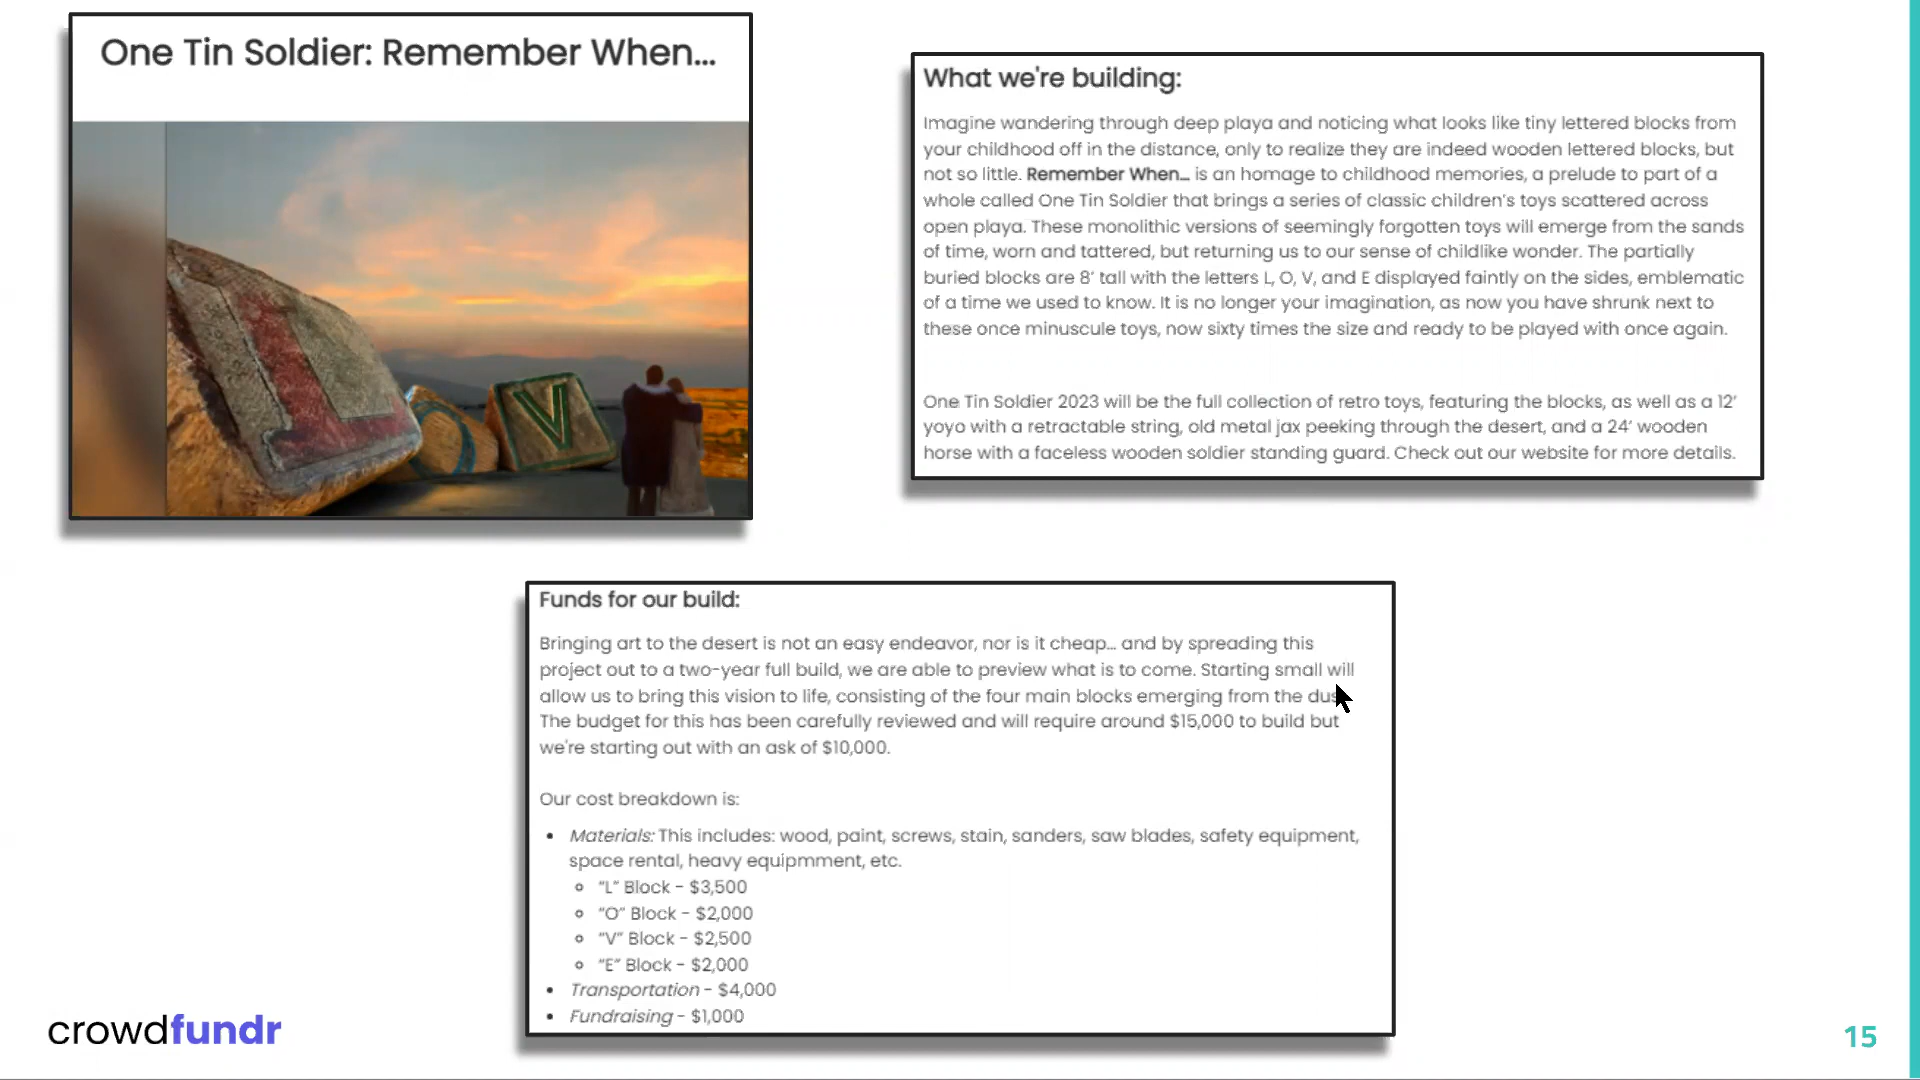 One Tin Soldier: Remember When...
L
O
V
What we're building:
Imagine wandering through deep playa and noticing what looks like tiny lettered blocks from
your childhood off in the distance, only to realize they are indeed wooden lettered blocks, but
not so little. Remember When... is an homage to childhood memories, a prelude to part of a
whole called One Tin Soldier that brings a series of classic children's toys scattered across
open playa. These monolithic versions of seemingly forgotten toys will emerge from the sands
of time, worn and tattered, but returning us to our sense of childlike wonder. The partially
buried blocks are 8' tall with the letters L, O, V, and E displayed faintly on the sides, emblematic
of a time we used to know. It is no longer your imagination, as now you have shrunk next to
these once minuscule toys, now sixty times the size and ready to be played with once again.
One Tin Soldier 2023 will be the full collection of retro toys, featuring the blocks, as well as a 12'
yoyo with a retractable string, old metal jax peeking through the desert, and a 24' wooden
horse with a faceless wooden soldier standing guard. Check out our website for more details.
Funds for our build:
Bringing art to the desert is not an easy endeavor, nor is it cheap... and by spreading this
project out to a two-year full build, we are able to preview what is to come. Starting small will
allow us to bring this vision to life, consisting of the four main blocks emerging from the
The budget for this has been carefully reviewed and will require around $15,000 to build but
we're starting out with an ask of $10,000.
Our cost breakdown is:
• Materials: This includes: wood, paint, screws, stain, sanders, saw blades, safety equipment,
space rental, heavy equipmment, etc.
◦ "L" Block - $3,500
◦ "O" Block - $2,000
◦ "V" Block - $2,500
◦ "E" Block - $2,000
• Transportation - $4,000
• Fundraising - $1,000
crowdfundr
15